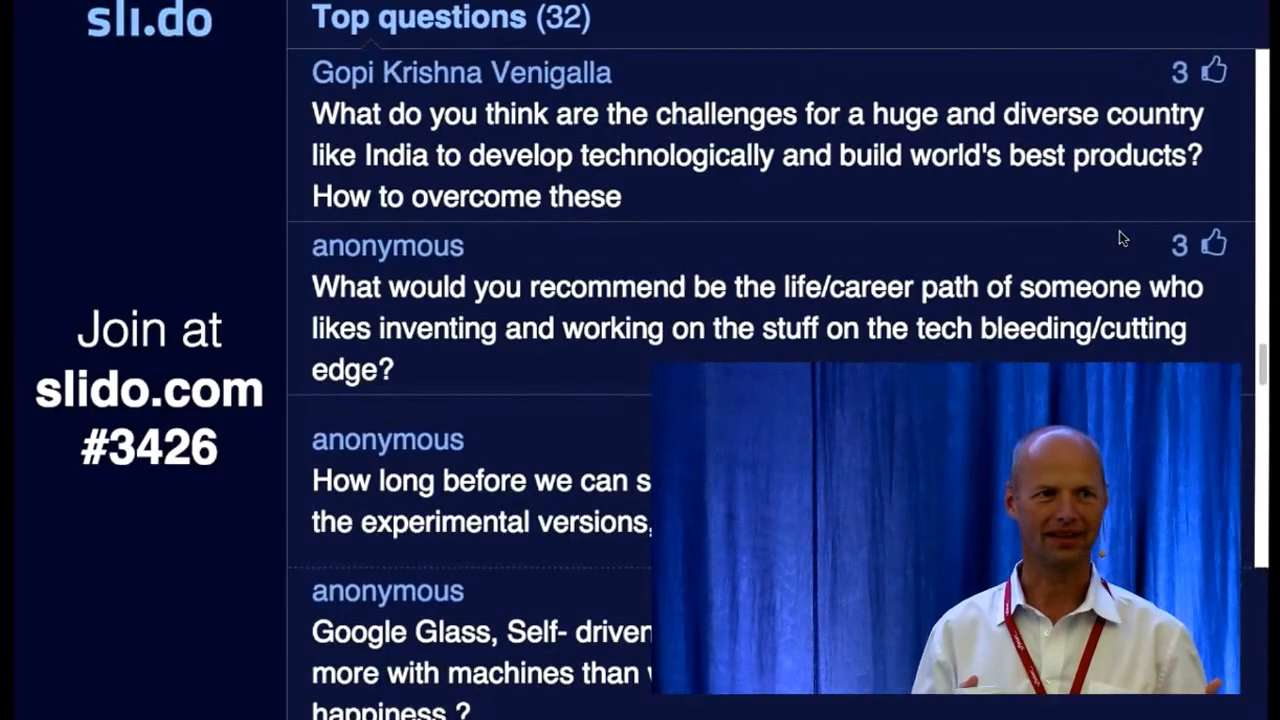 sli.do
Top questions (32)
Gopi Krishna Venigalla
3
What do you think are the challenges for a huge and diverse country
like India to develop technologically and build world's best products?
How to overcome these
anonymous
3
What would you recommend be the life/career path of someone who
likes inventing and working on the stuff on the tech bleeding/cutting
edge?
Join at
slido.com
#3426
anonymous
How long before we can s
the experimental versions,
anonymous
Google Glass, Self- driven
more with machines than
happiness ?